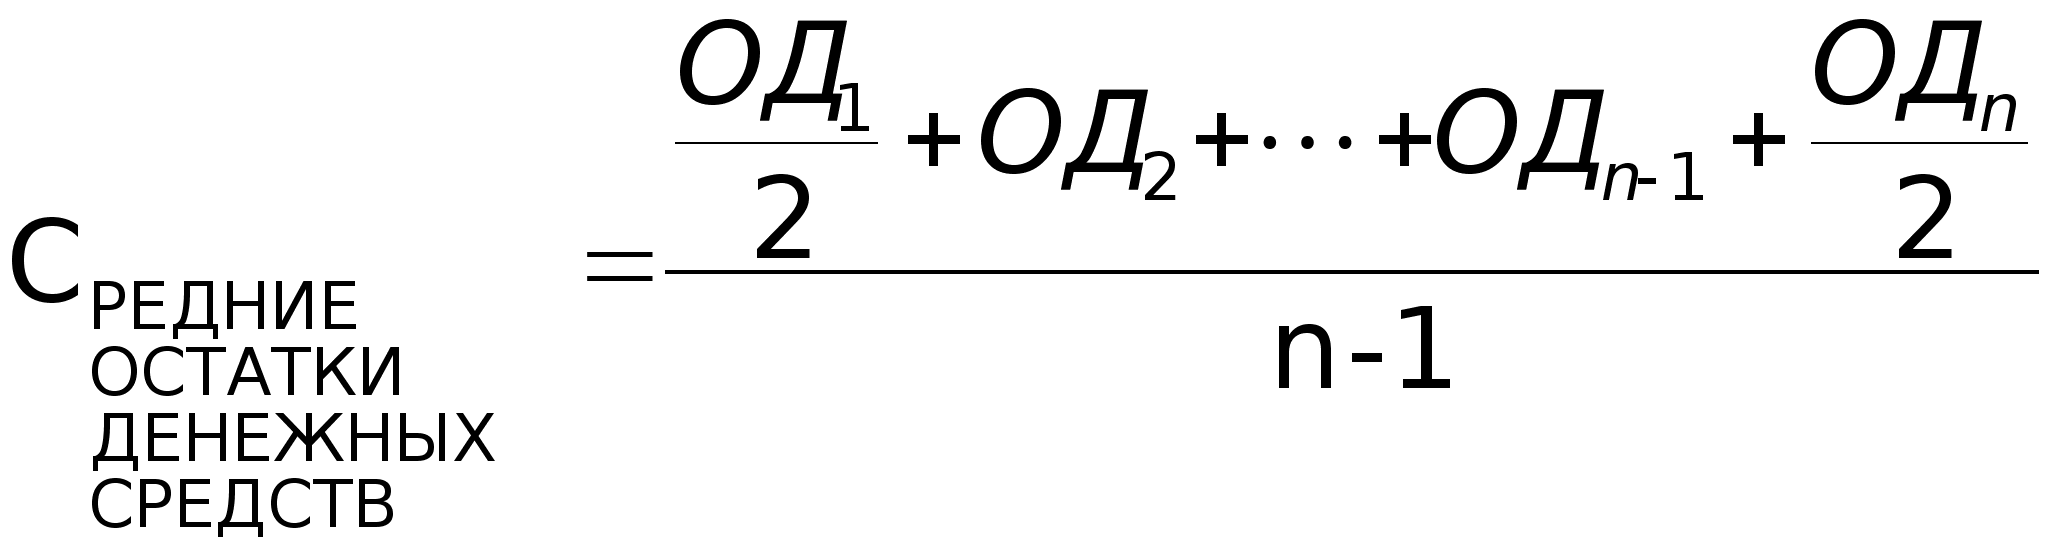 ОД₁ ОДₙ
+ОД₂+···+ОДₙ₋₁+
2 2
С =
РЕДНИЕ
ОСТАТКИ
ДЕНЕЖНЫХ
СРЕДСТВ
n-1